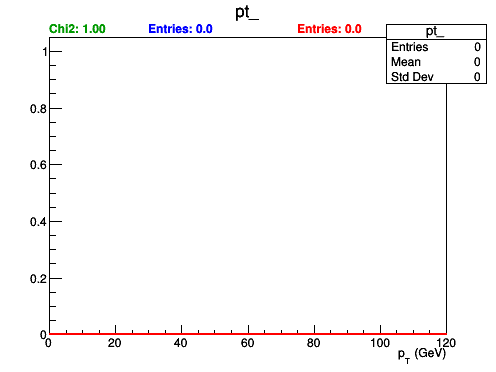 pt_
Chi2: 1.00 Entries: 0.0 Entries: 0.0
pt_
Entries 0
Mean 0
Std Dev 0
1
0.8
0.6
0.4
0.2
0
0 20 40 60 80 100 120
p_T (GeV)